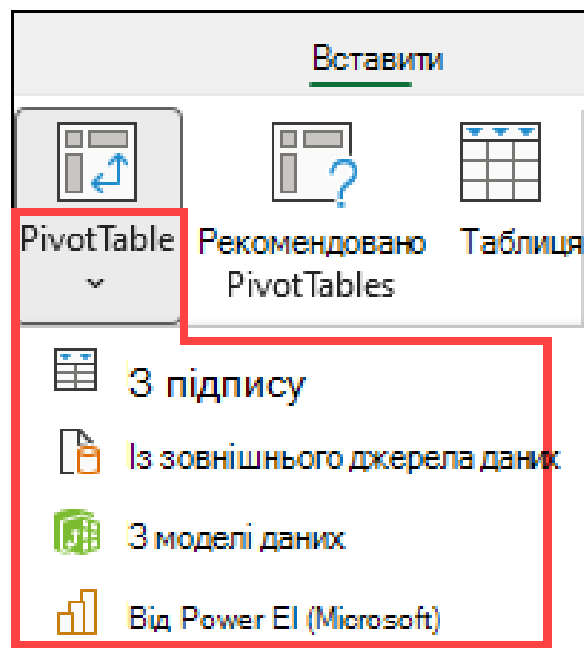 Вставити
PivotTable Рекомендовано PivotTables Таблиця
З підпису
Із зовнішнього джерела даних
З моделі даних
Від Power EI (Microsoft)